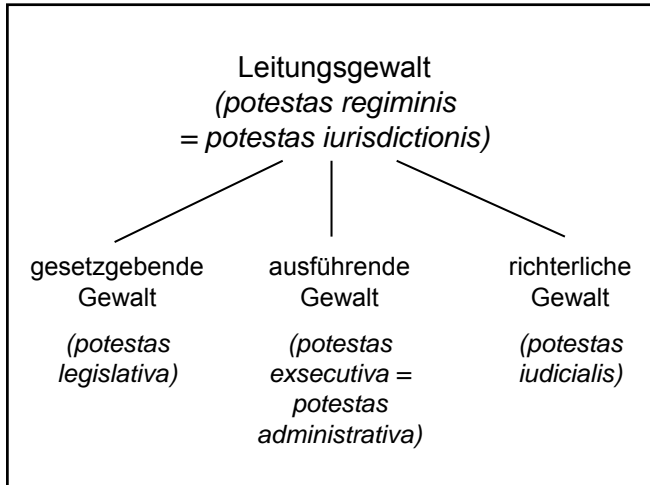 Leitungsgewalt
(potestas regiminis
= potestas iurisdictionis)
gesetzgebende
Gewalt
(potestas
legislativa)
ausführende
Gewalt
(potestas
exsecutiva =
potestas
administrativa)
richterliche
Gewalt
(potestas
iudicialis)